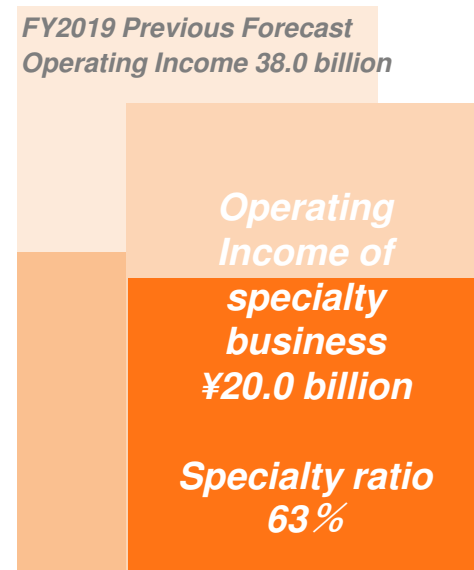 FY2019 Previous Forecast
Operating Income 38.0 billion
Operating
Income of
specialty
business
¥20.0 billion
Specialty ratio
63％